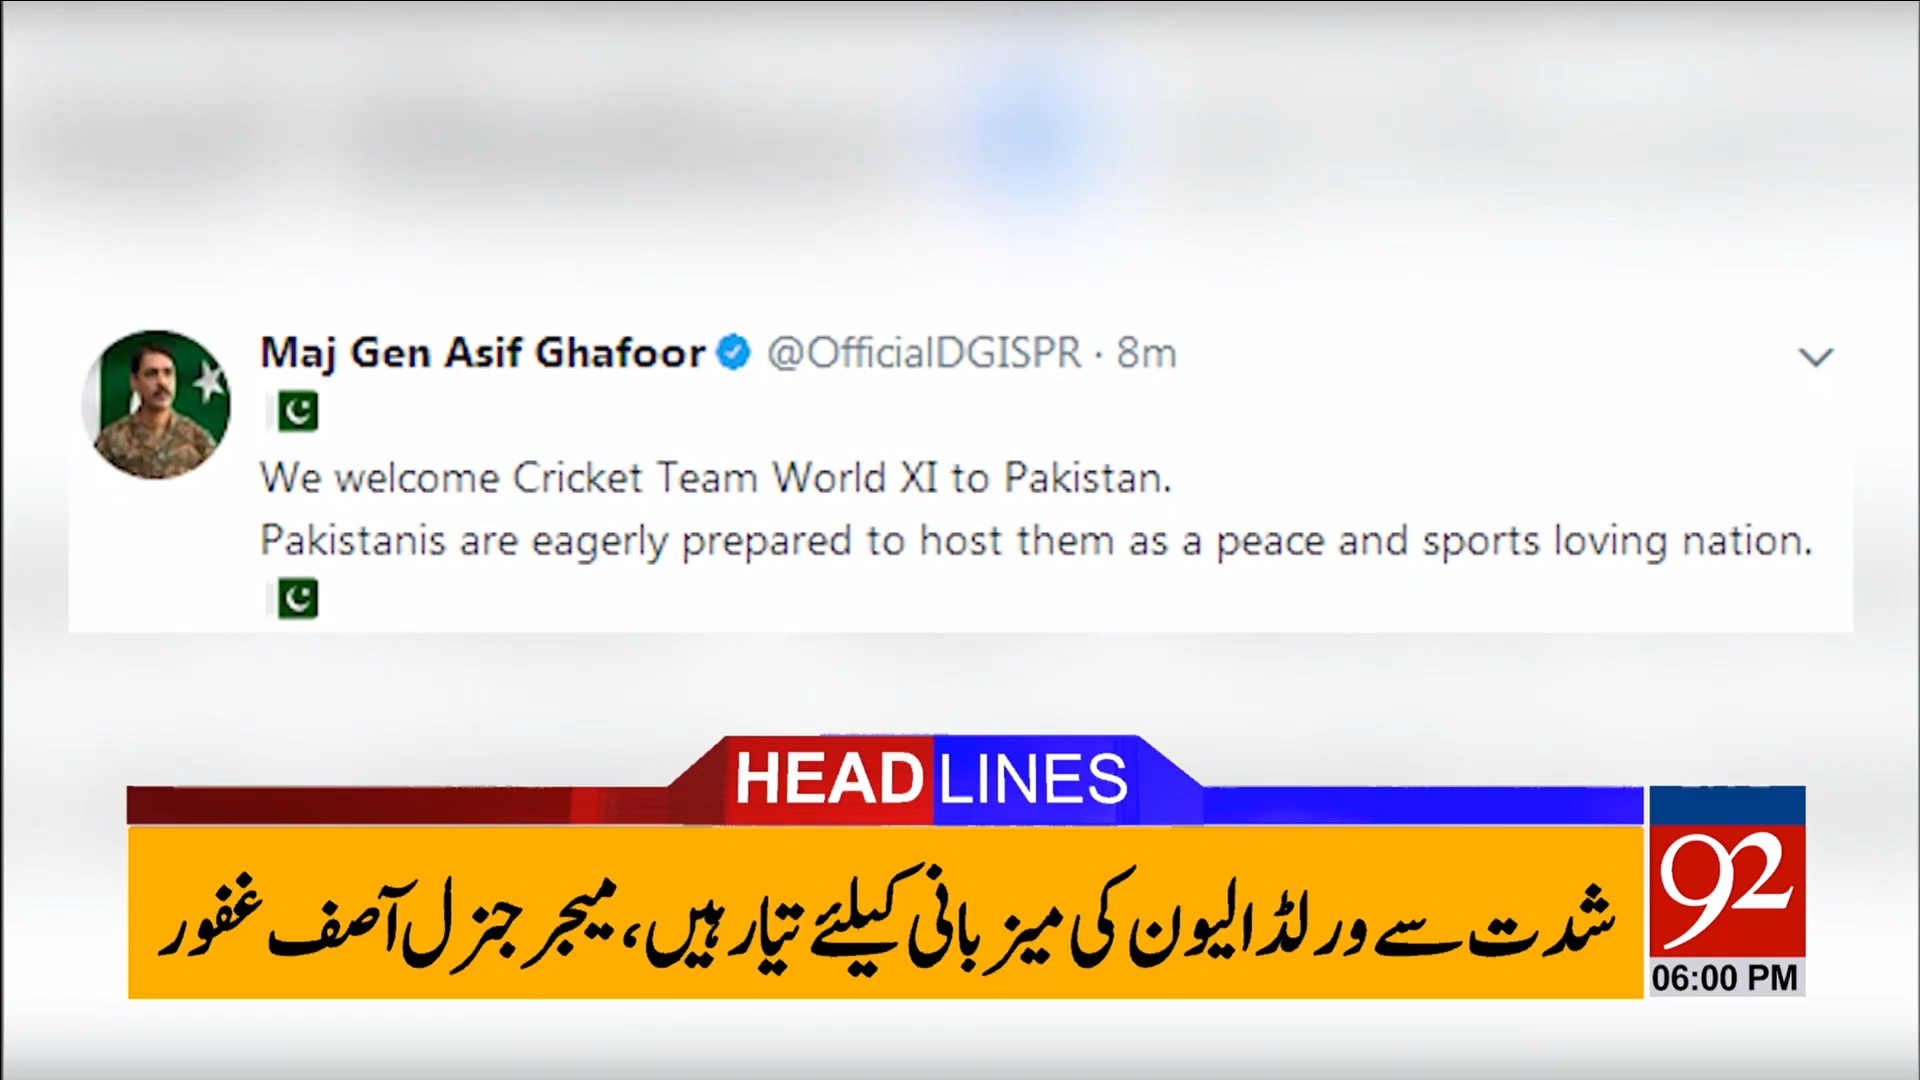 Maj Gen Asif Ghafoor @OfficialDGISPR · 8m
We welcome Cricket Team World XI to Pakistan.
Pakistanis are eagerly prepared to host them as a peace and sports loving nation.
HEADLINES
شدت سے ورلڈ الیون کی میزبانی کیلئے تیار ہیں، میجر جنرل آصف غفور
92
06:00 PM